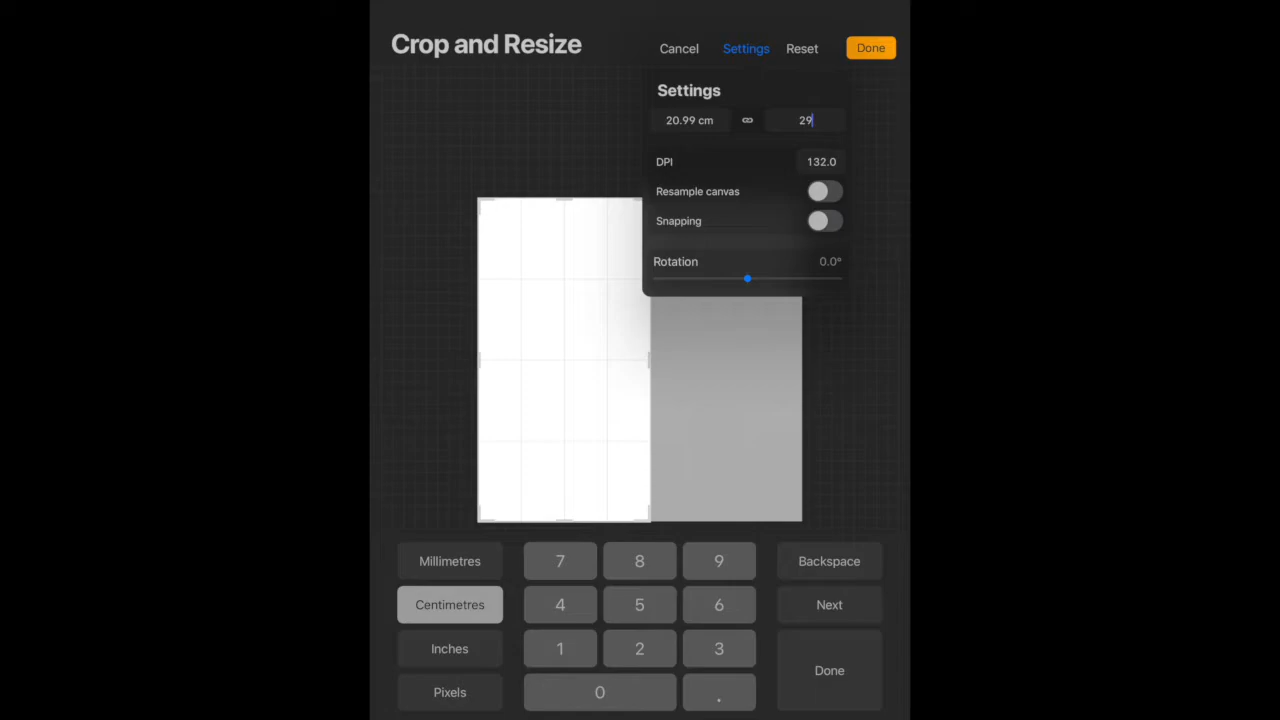 Crop and Resize
Cancel Settings Reset Done
Settings
20.99 cm 29
DPI 132.0
Resample canvas
Snapping
Rotation 0.0°
Millimetres 7 8 9 Backspace
Centimetres 4 5 6 Next
Inches 1 2 3 Done
Pixels 0 .